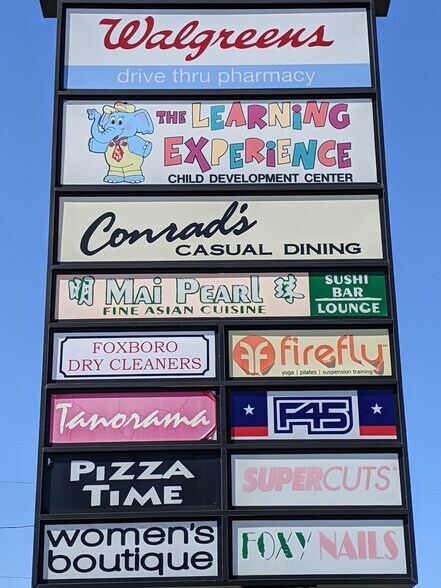 Walgreens
drive thru pharmacy
THE LEARNING
EXPERIENCE
CHILD DEVELOPMENT CENTER
Conrad's
CASUAL DINING
明 MAI PEARL 珠
FINE ASIAN CUISINE
SUSHI
BAR
LOUNGE
FOXBORO
DRY CLEANERS
firefly
yoga | pilates | suspension training
Tanorama
F45
PIZZA
TIME
SUPERCUTS®
women's
boutique
FOXY NAILS